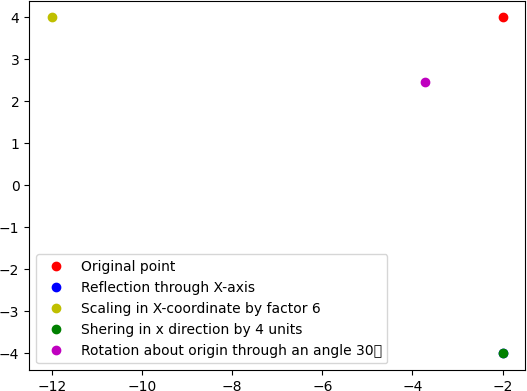 4
3
2
1
0
−1
−2
−3
−4
Original point
Reflection through X-axis
Scaling in X-coordinate by factor 6
Shering in x direction by 4 units
Rotation about origin through an angle 30▯
−12 −10 −8 −6 −4 −2